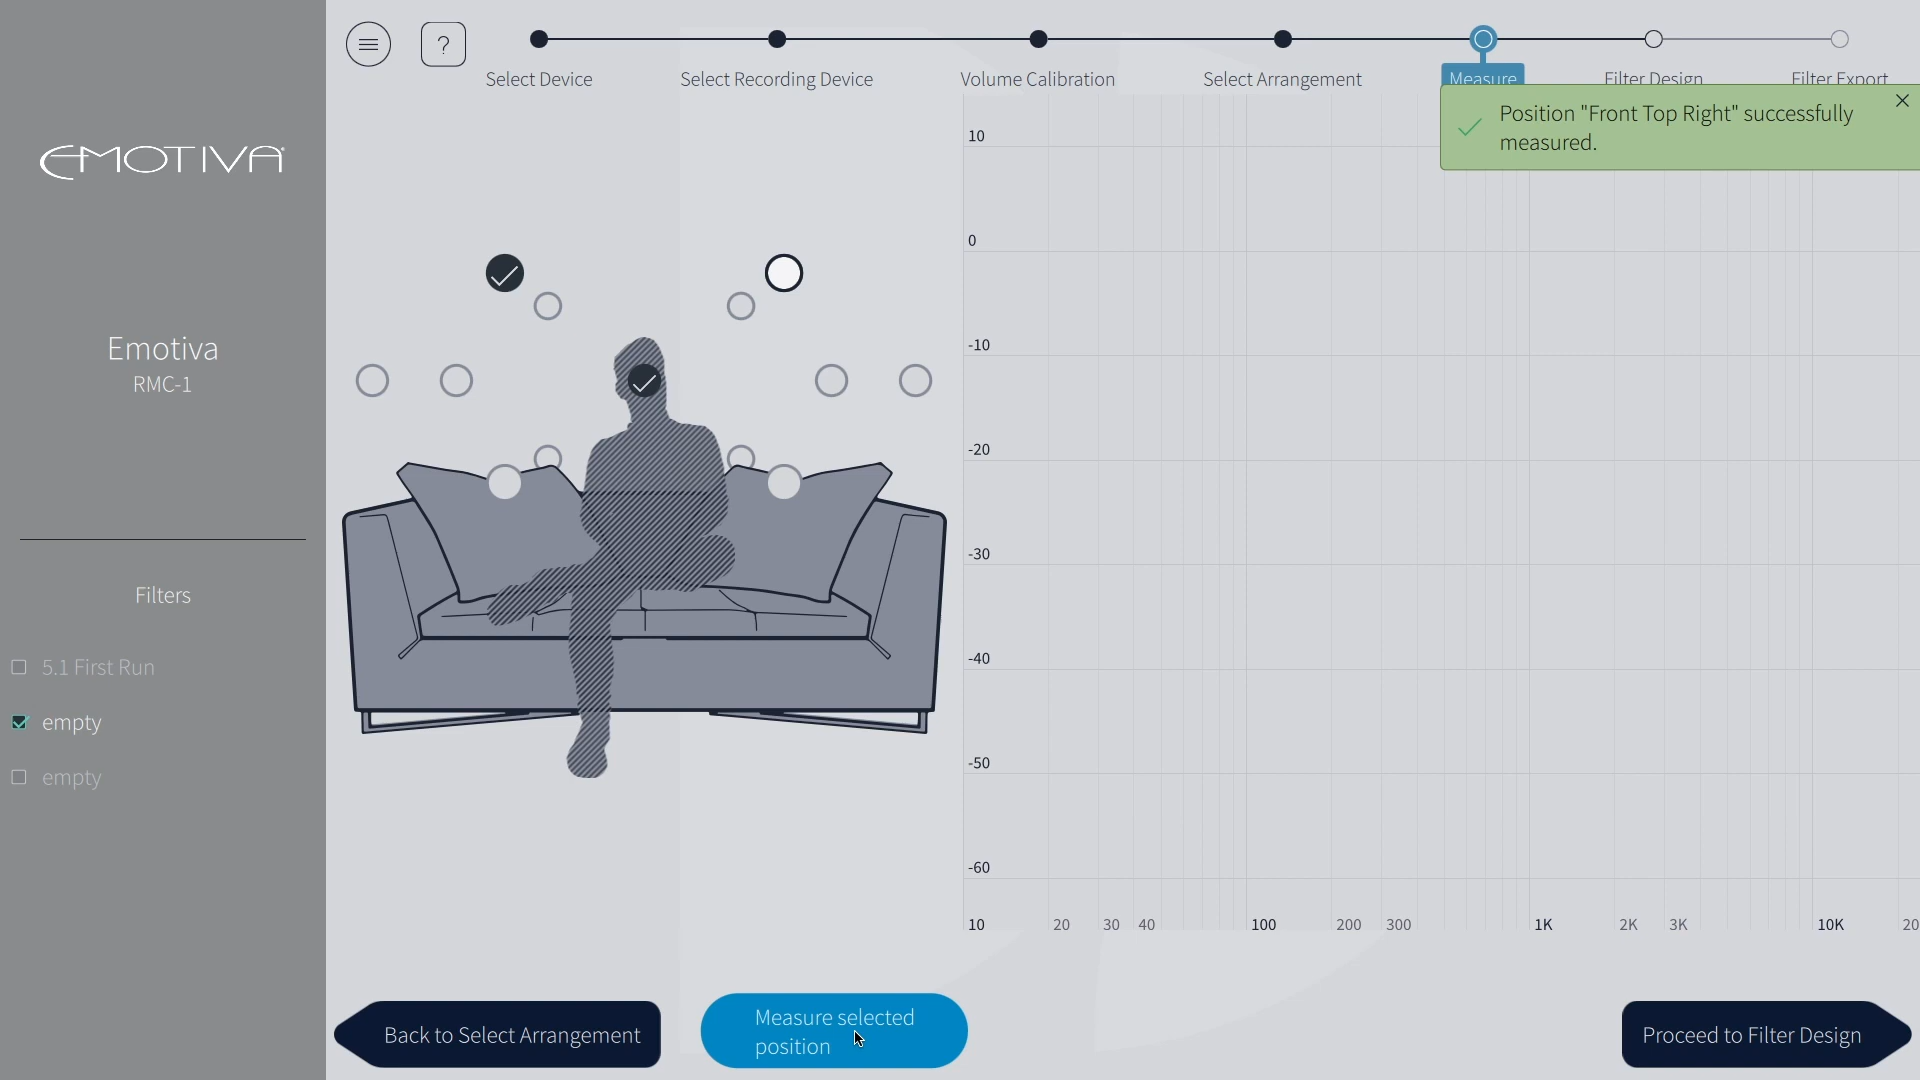 ?
Select Device
Select Recording Device
Volume Calibration
Select Arrangement
Measure
Filter Design
Filter Export
Position "Front Top Right" successfully
measured.
EMOTIVA
Emotiva
RMC-1
Filters
5.1 First Run
empty
empty
10
0
-10
-20
-30
-40
-50
-60
10 20 30 40 100 200 300 1K 2K 3K 10K 20
Back to Select Arrangement
Measure selected
position
Proceed to Filter Design